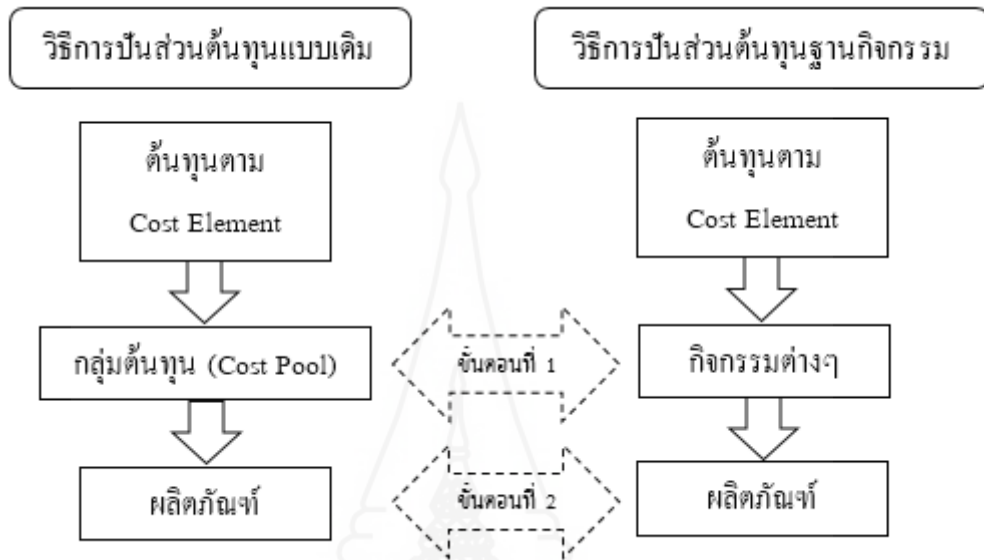 วิธีการปันส่วนต้นทุนแบบเดิม
วิธีการปันส่วนต้นทุนฐานกิจกรรม
ต้นทุนตาม
Cost Element
ต้นทุนตาม
Cost Element
กลุ่มต้นทุน (Cost Pool)
ขั้นตอนที่ 1
กิจกรรมต่างๆ
ผลิตภัณฑ์
ขั้นตอนที่ 2
ผลิตภัณฑ์